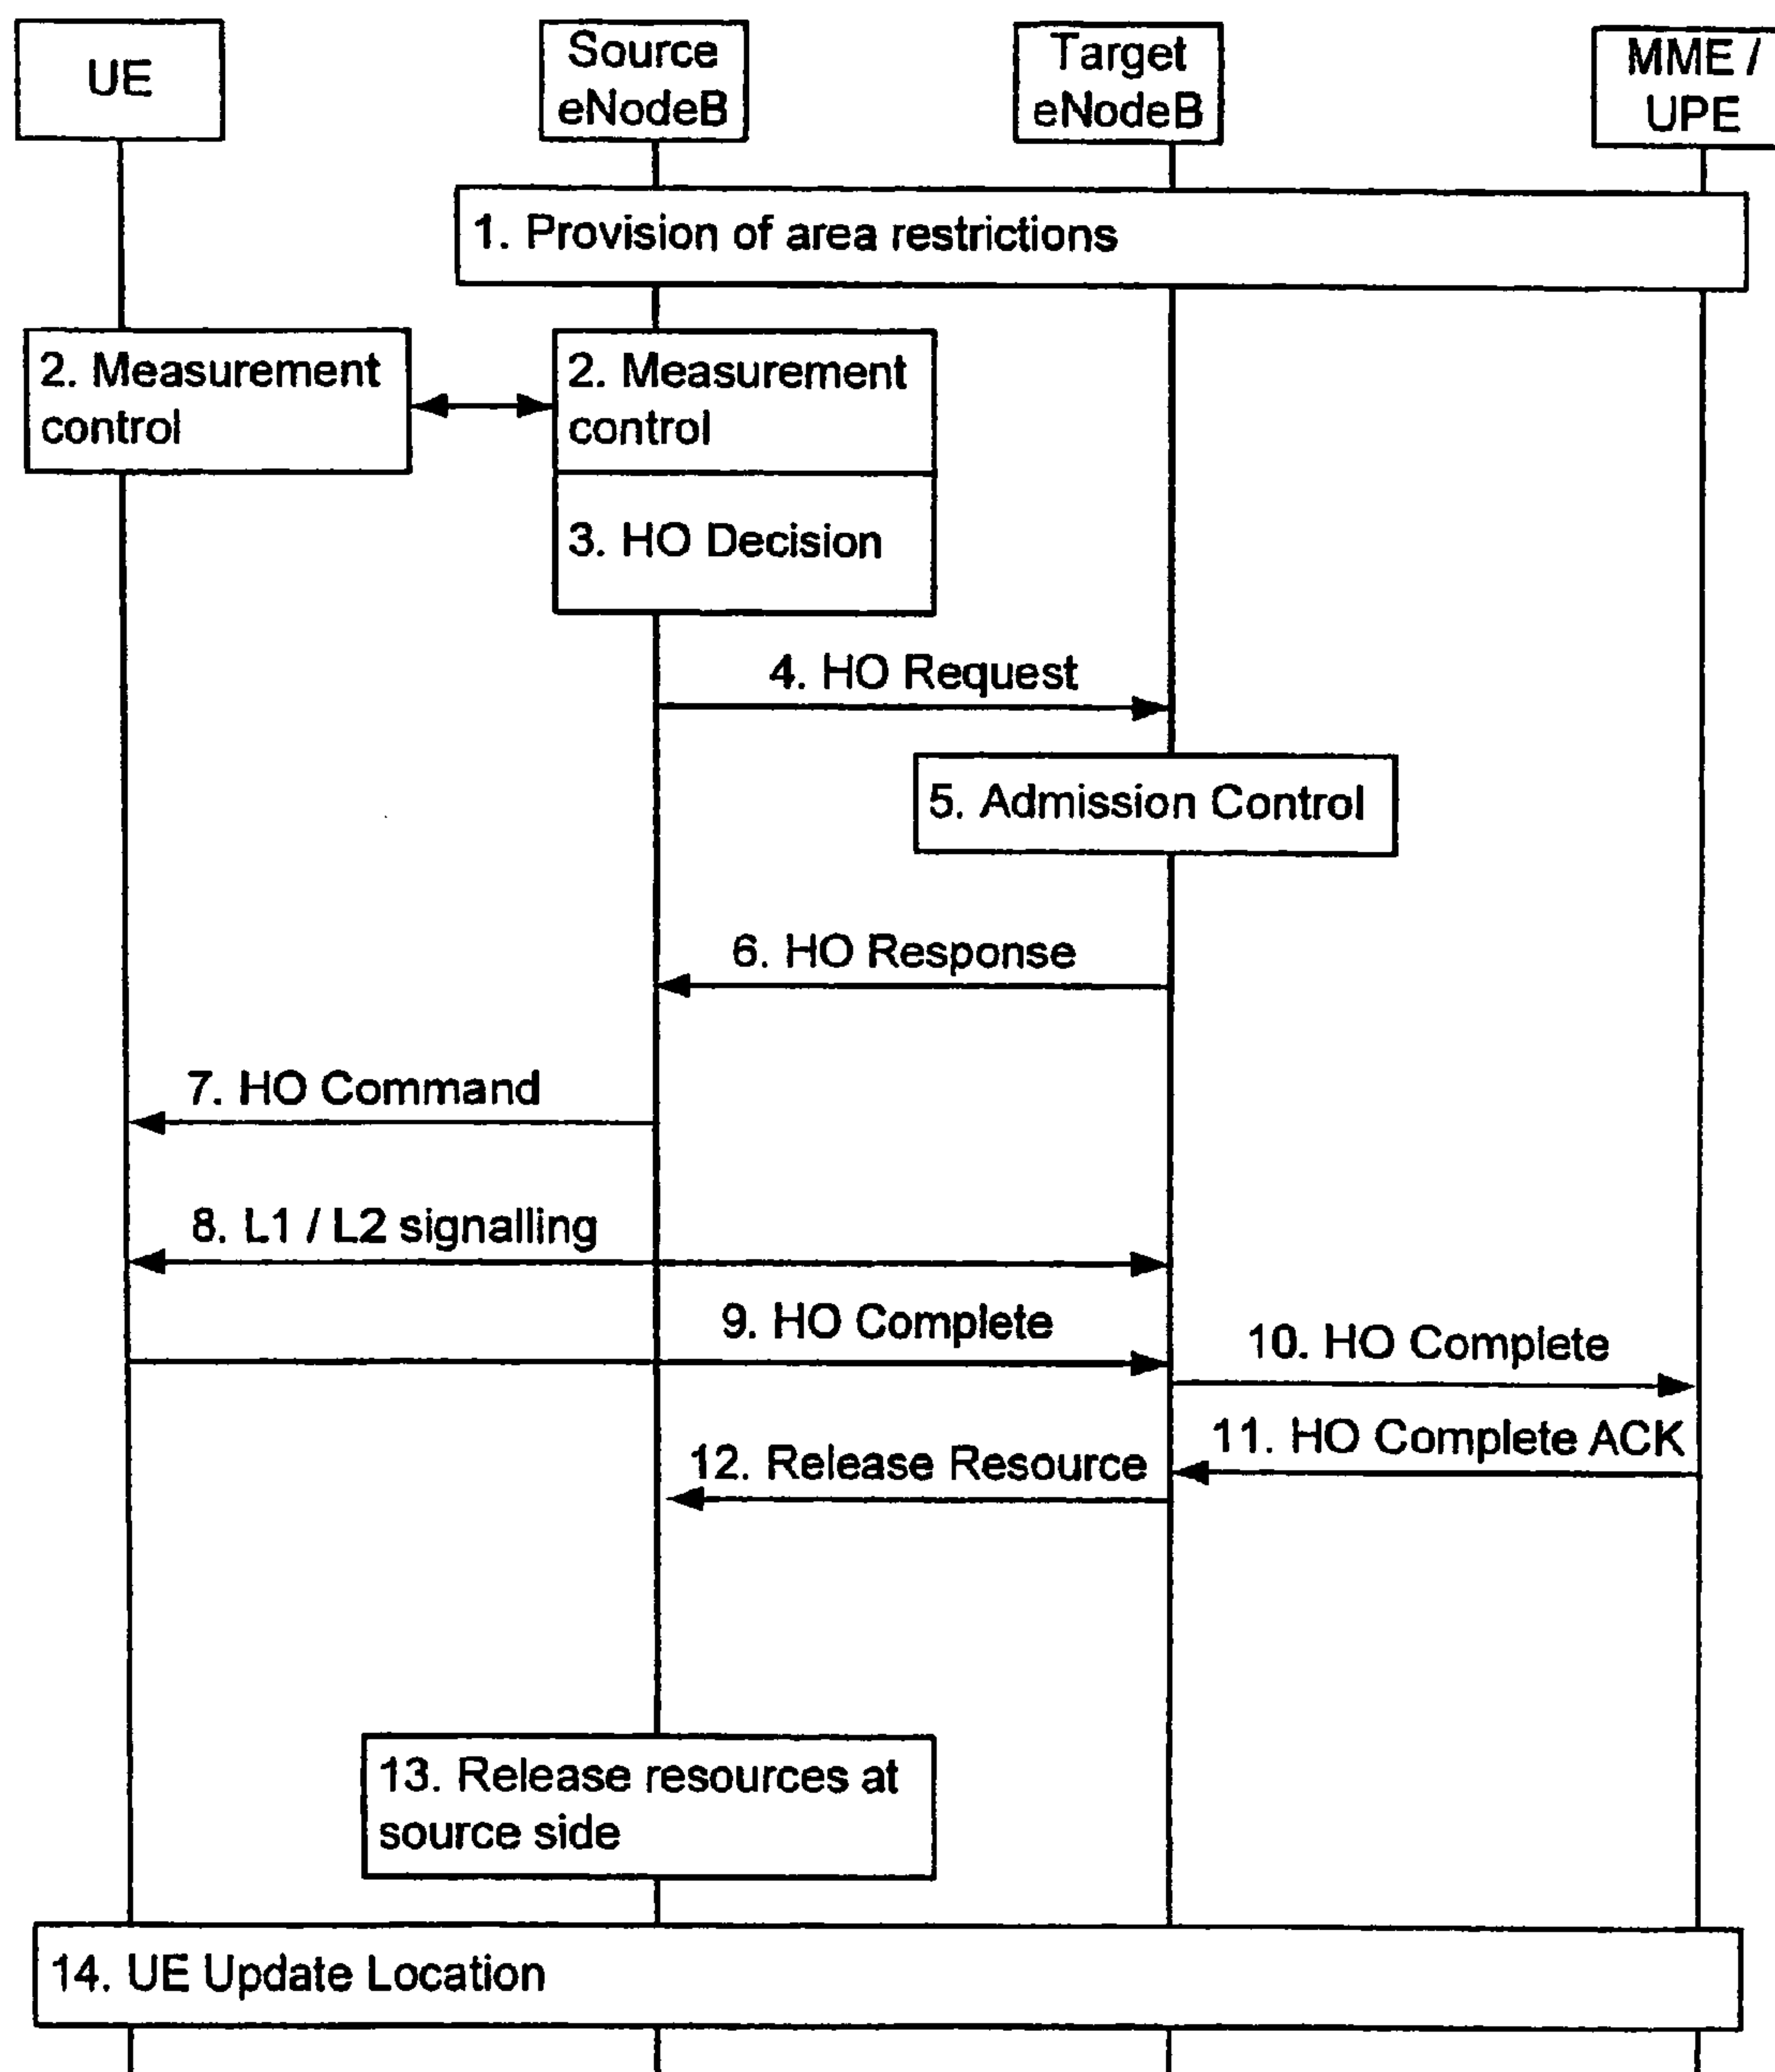 UE
Source
eNodeB
Target
eNodeB
MME /
UPE
1. Provision of area restrictions
2. Measurement
control
2. Measurement
control
3. HO Decision
4. HO Request
5. Admission Control
6. HO Response
7. HO Command
8. L1 / L2 signalling
9. HO Complete
10. HO Complete
11. HO Complete ACK
12. Release Resource
13. Release resources at
source side
14. UE Update Location